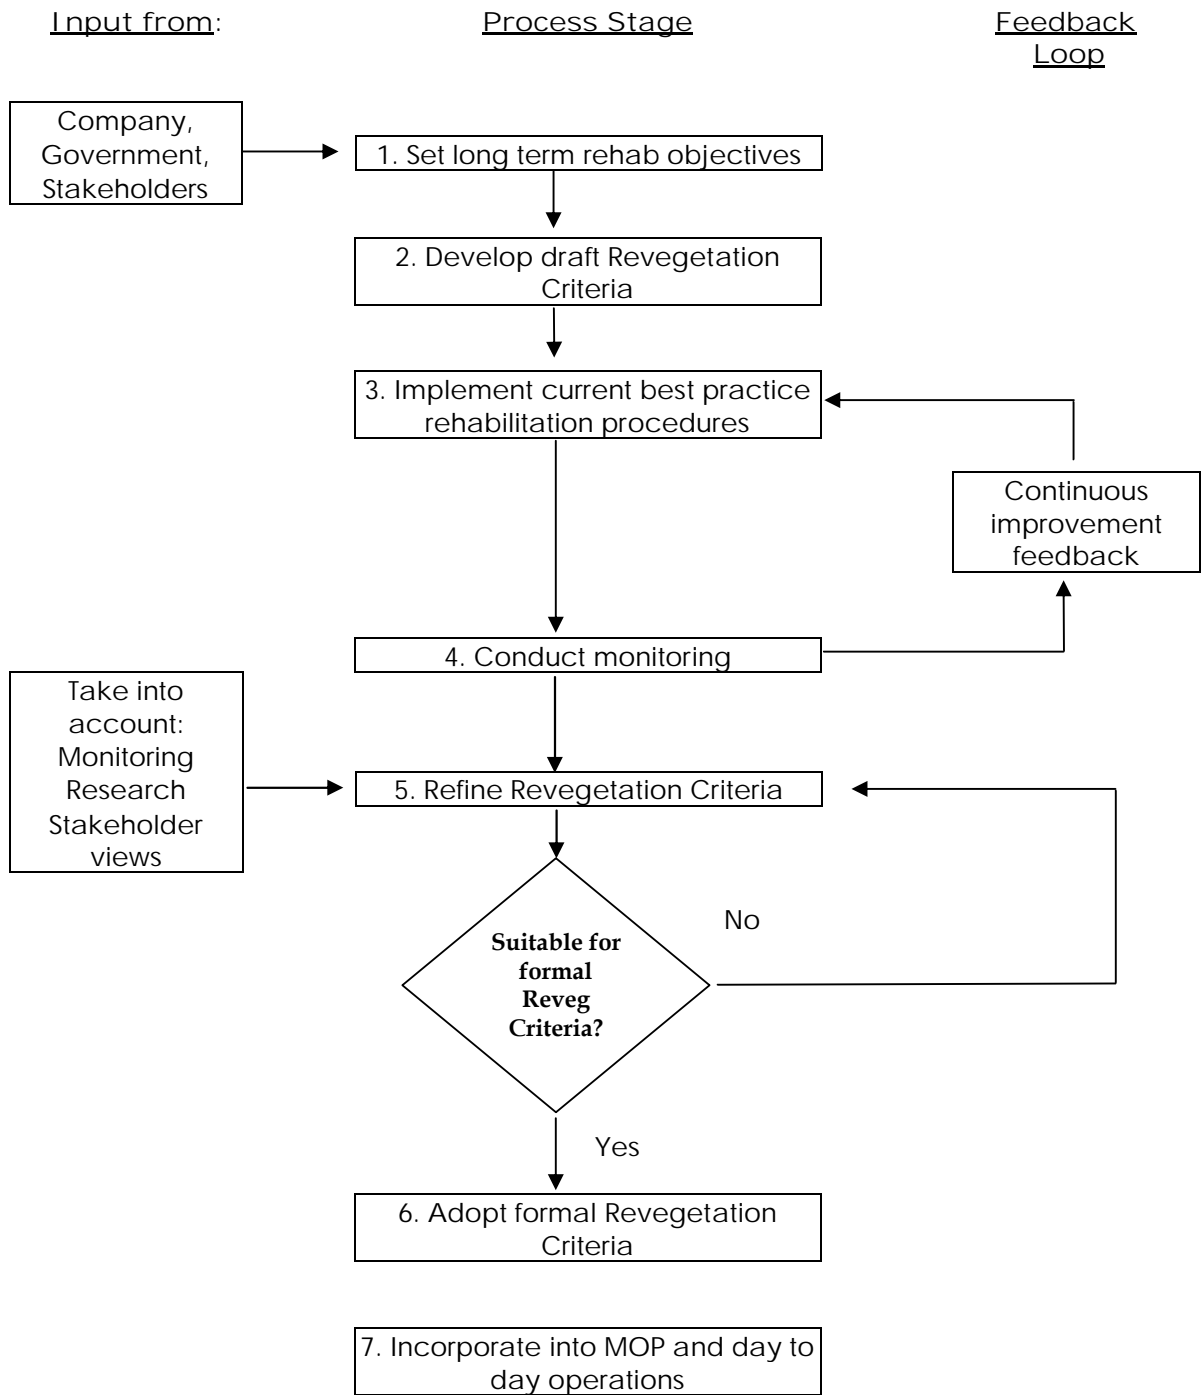 Input from:
Process Stage
Feedback
Loop
Company,
Government,
Stakeholders
1. Set long term rehab objectives
2. Develop draft Revegetation
Criteria
3. Implement current best practice
rehabilitation procedures
Continuous
improvement
feedback
4. Conduct monitoring
Take into
account:
Monitoring
Research
Stakeholder
views
5. Refine Revegetation Criteria
No
Suitable for
formal
Reveg
Criteria?
Yes
6. Adopt formal Revegetation
Criteria
7. Incorporate into MOP and day to
day operations